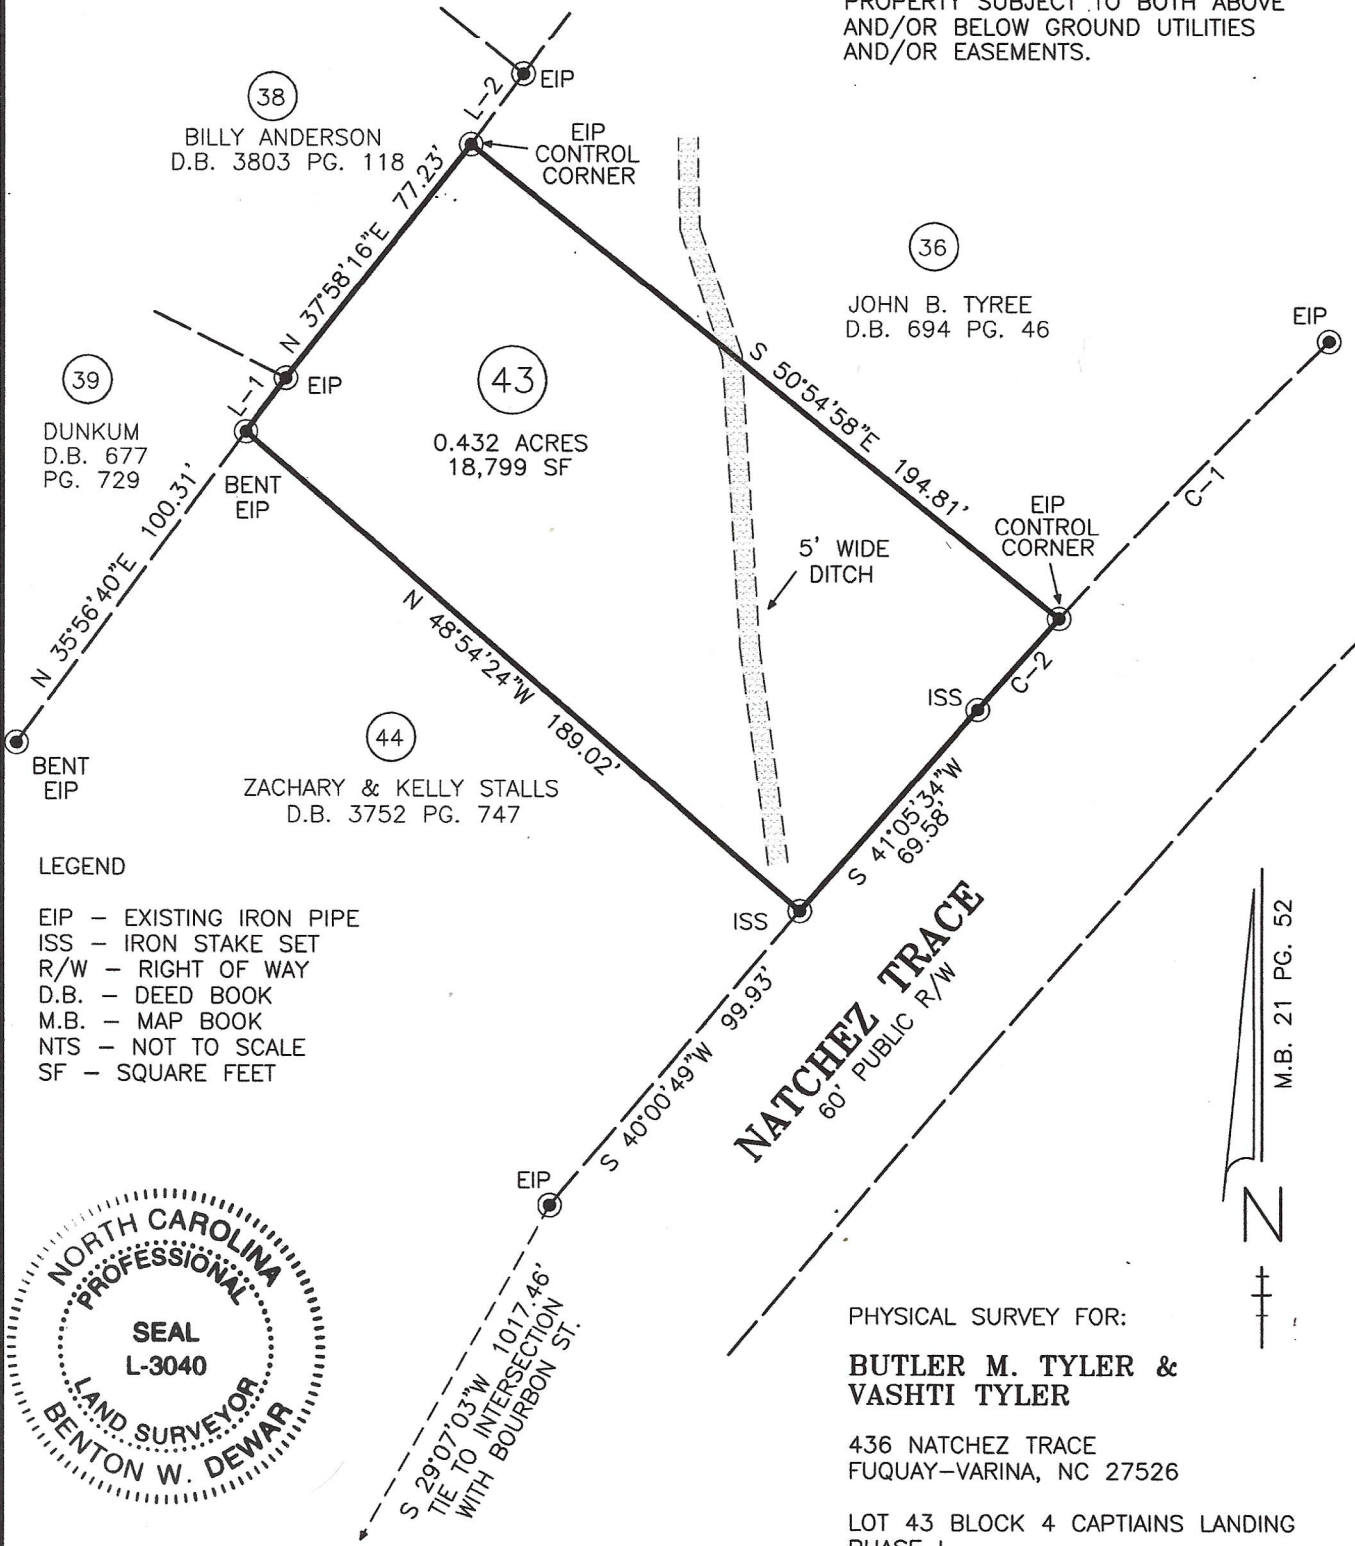 PROPERTY SUBJECT TO BOTH ABOVE
AND/OR BELOW GROUND UTILITIES
AND/OR EASEMENTS.
38
BILLY ANDERSON
D.B. 3803 PG. 118
L-2
EIP
EIP
CONTROL
CORNER
N 37°58'16"E 77.23'
36
JOHN B. TYREE
D.B. 694 PG. 46
EIP
39
DUNKUM
D.B. 677
PG. 729
L-1
EIP
43
0.432 ACRES
18,799 SF
S 50°54'58"E 194.81'
C-1
BENT
EIP
EIP
CONTROL
CORNER
5' WIDE
DITCH
N 35°56'40"E 100.31'
N 48°54'24"W 189.02'
C-2
ISS
BENT
EIP
44
ZACHARY & KELLY STALLS
D.B. 3752 PG. 747
S 41°05'34"W
69.58'
ISS
LEGEND
EIP – EXISTING IRON PIPE
ISS – IRON STAKE SET
R/W – RIGHT OF WAY
D.B. – DEED BOOK
M.B. – MAP BOOK
NTS – NOT TO SCALE
SF – SQUARE FEET
NATCHEZ TRACE
60' PUBLIC R/W
M.B. 21 PG. 52
N
S 40°00'49"W 99.93'
EIP
S 29°07'03"W 1017.46'
TIE TO INTERSECTION
WITH BOURBON ST.
NORTH CAROLINA
PROFESSIONAL
SEAL
L-3040
LAND SURVEYOR
BENTON W. DEWAR
PHYSICAL SURVEY FOR:
BUTLER M. TYLER &
VASHTI TYLER
436 NATCHEZ TRACE
FUQUAY-VARINA, NC 27526
LOT 43 BLOCK 4 CAPTIAINS LANDING
PHASE I